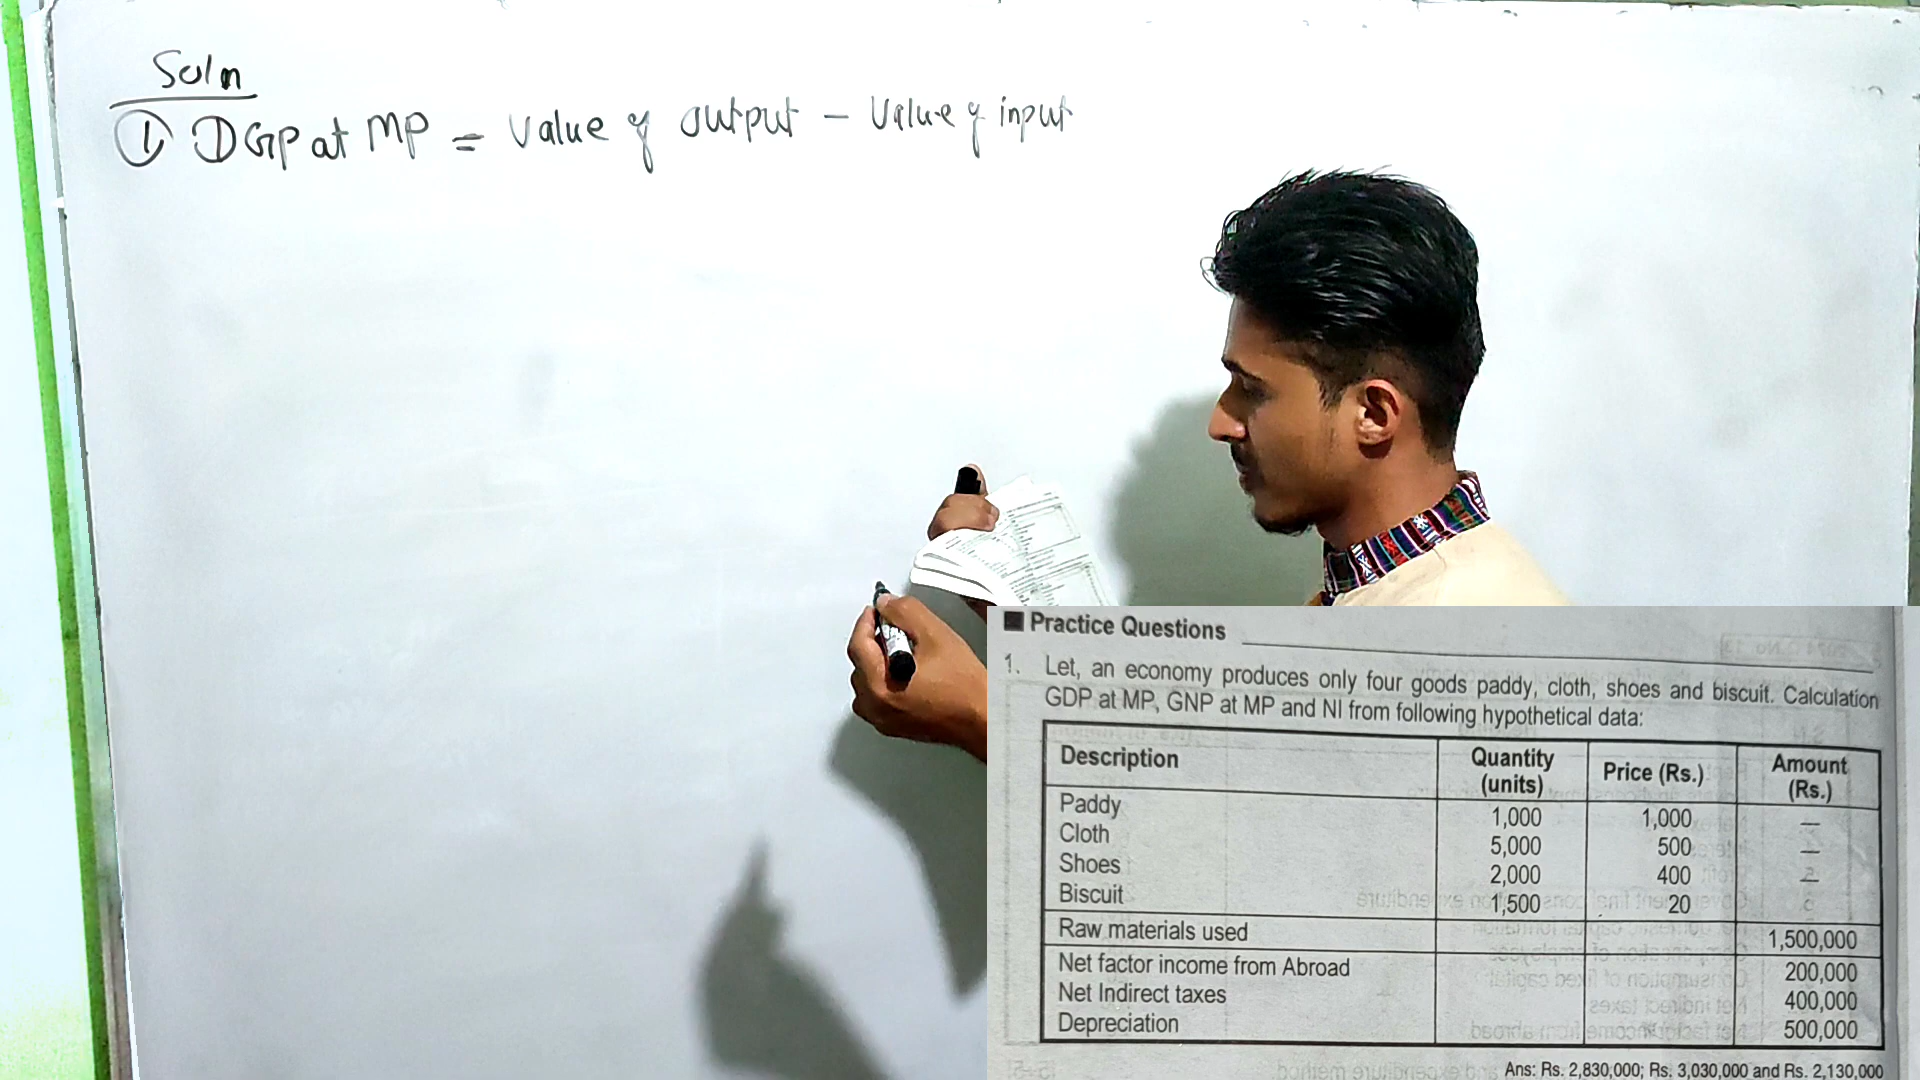 Soln
① DGP at MP = Value of output - Value of input
Practice Questions
1. Let, an economy produces only four goods paddy, cloth, shoes and biscuit. Calculation
GDP at MP, GNP at MP and NI from following hypothetical data:
Description Quantity (units) Price (Rs.) Amount (Rs.)
Paddy 1,000 1,000 —
Cloth 5,000 500 —
Shoes 2,000 400 —
Biscuit 1,500 20
Raw materials used 1,500,000
Net factor income from Abroad 200,000
Net Indirect taxes 400,000
Depreciation 500,000
Ans: Rs. 2,830,000; Rs. 3,030,000 and Rs. 2,130,000